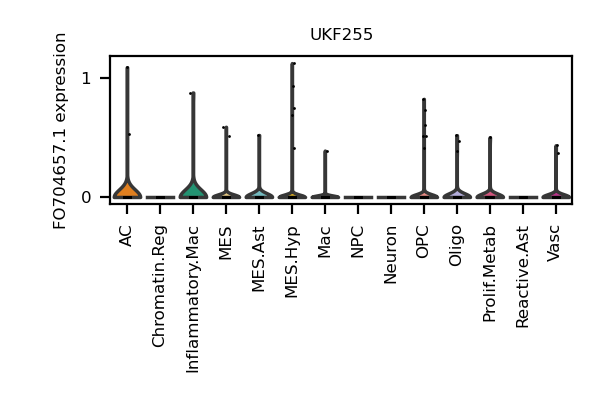 UKF255
FO704657.1 expression
1
0
AC
Chromatin.Reg
Inflammatory.Mac
MES
MES.Ast
MES.Hyp
Mac
NPC
Neuron
OPC
Oligo
Prolif.Metab
Reactive.Ast
Vasc